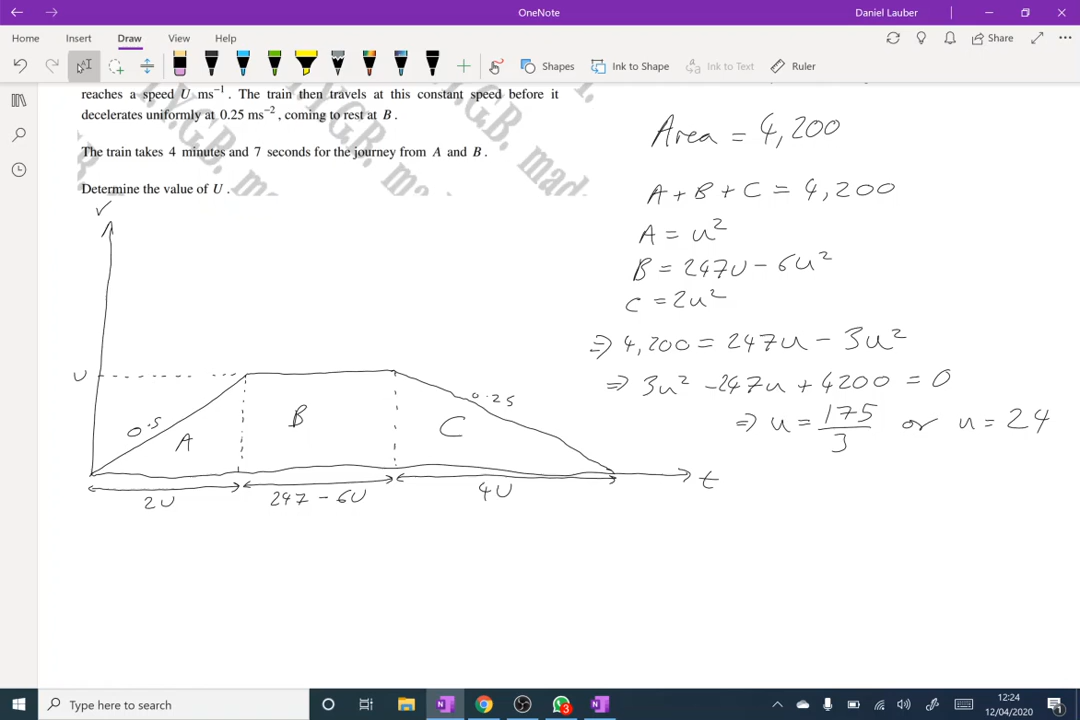 OneNote
Daniel Lauber
Home Insert Draw View Help
Share
Shapes
Ink to Shape
Ink to Text
Ruler
reaches a speed U ms⁻¹. The train then travels at this constant speed before it
decelerates uniformly at 0.25 ms⁻², coming to rest at B.
The train takes 4 minutes and 7 seconds for the journey from A and B.
Determine the value of U.
V
U
0.5
A
B
0.25
C
t
2U
247 - 6U
4U
Area = 4,200
A + B + C = 4,200
A = u²
B = 247u - 6u²
C = 2u²
⇒ 4,200 = 247u - 3u²
⇒ 3u² - 247u + 4200 = 0
⇒ u = 175/3 or u = 24
Type here to search
3
12:24
12/04/2020
1